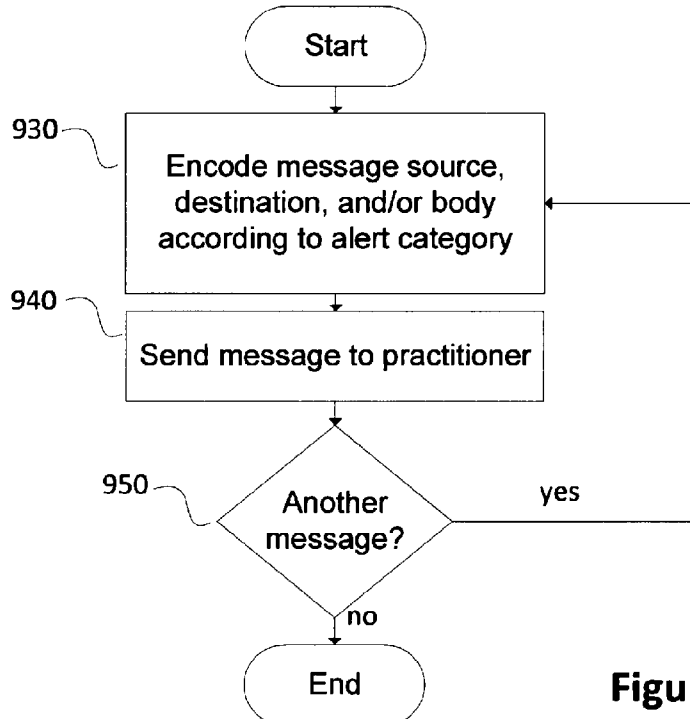 Start
930
Encode message source,
destination, and/or body
according to alert category
940
Send message to practitioner
950
Another
message?
yes
no
End
Figu